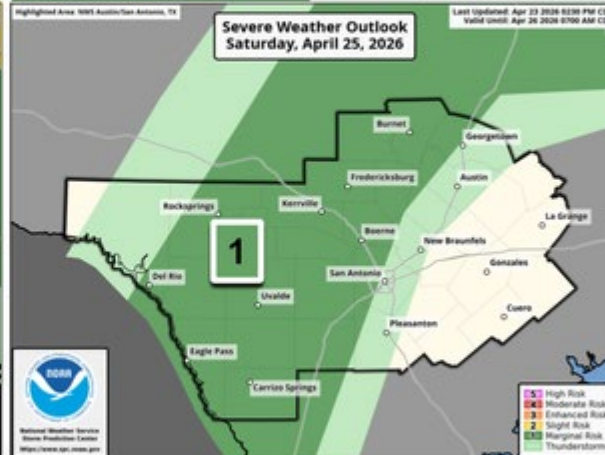 Highlighted Area: NWS Austin/San Antonio, TX
Severe Weather Outlook
Saturday, April 25, 2026
Last Updated: Apr 23 2026 0230 PM
Valid Until: Apr 26 2026 0700 AM
Burnet
Georgetown
Fredericksburg
Austin
Rocksprings
Kerrville
La Grange
Boerne
New Braunfels
1
San Antonio
Gonzales
Del Rio
Uvalde
Cuero
Pleasanton
Eagle Pass
Carrizo Springs
NOAA
National Weather Service
Storm Prediction Center
https://www.spc.noaa.gov
5 High Risk
4 Moderate Risk
3 Enhanced Risk
2 Slight Risk
1 Marginal Risk
Thunderstorm